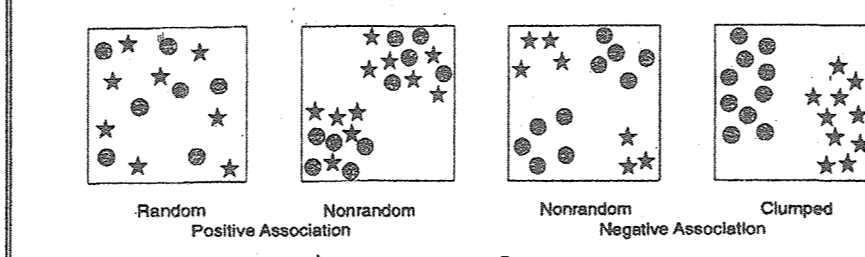 Random Nonrandom Nonrandom Clumped
Positive Association Negative Association